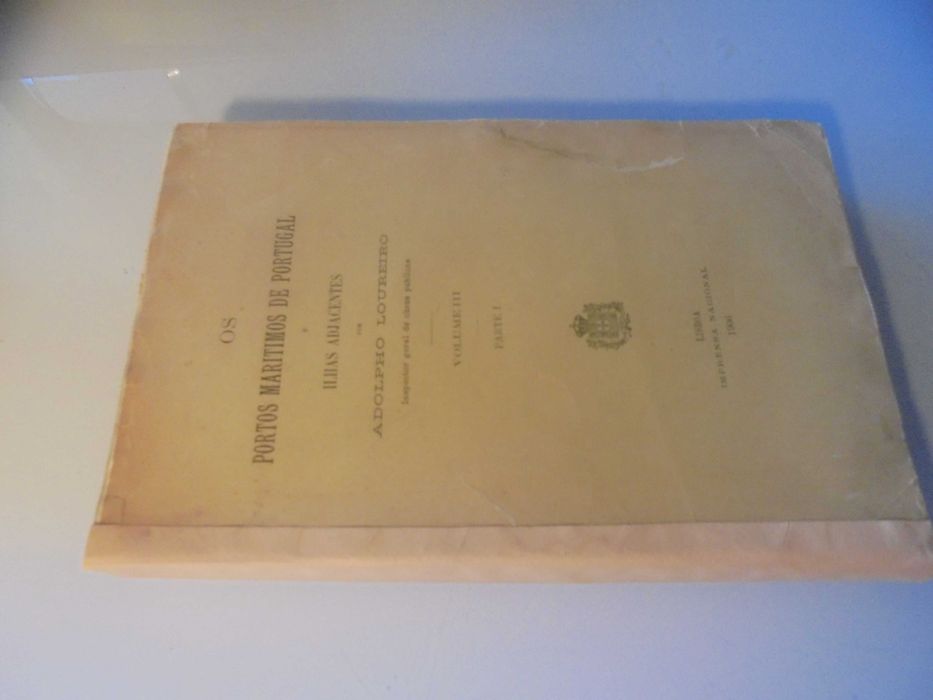 OS
PORTOS MARITIMOS DE PORTUGAL
E
ILHAS ADJACENTES
POR
ADOLPHO LOUREIRO
Inspector geral de obras publicas
VOLUME III
PARTE I
LISBOA
IMPRENSA NACIONAL
1906